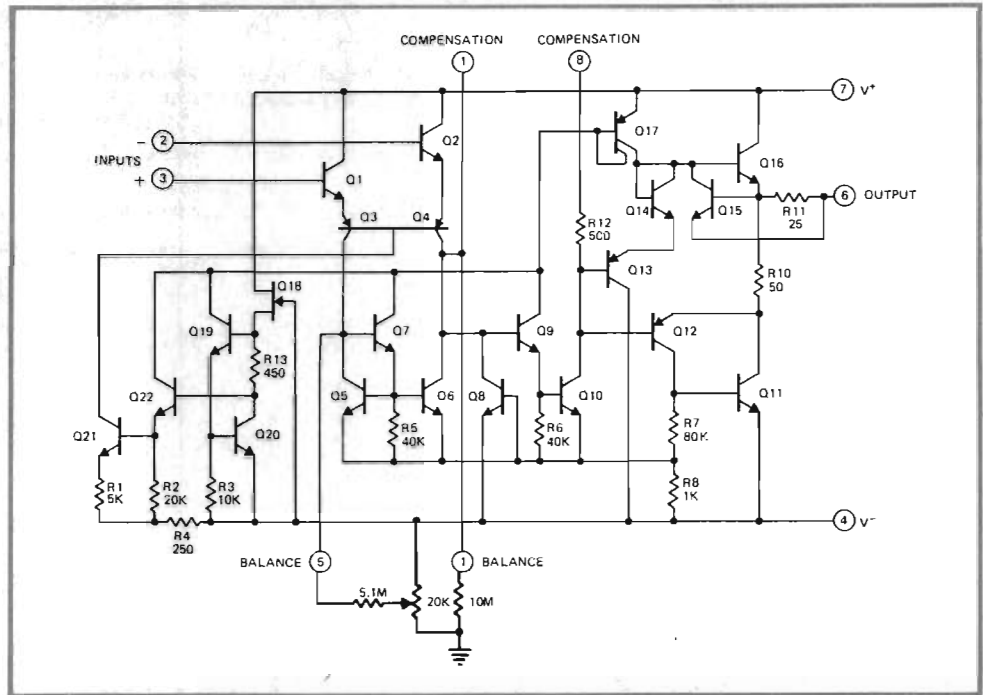 COMPENSATION COMPENSATION
1 8
7 V+
Q17
Q2
- 2
Q16
INPUTS
Q1
+ 3
R11
25
6 OUTPUT
Q14
Q15
Q3 Q4
R12
500
Q13
R10
50
Q18
Q19
Q7
Q9
Q12
R13
450
Q22
Q5
Q6
Q8
Q10
Q11
Q21
Q20
R5
40K
R6
40K
R7
80K
R1
5K
R2
20K
R3
10K
R8
1K
R4
250
4 V-
BALANCE 5
1 BALANCE
5.1M
20K
10M